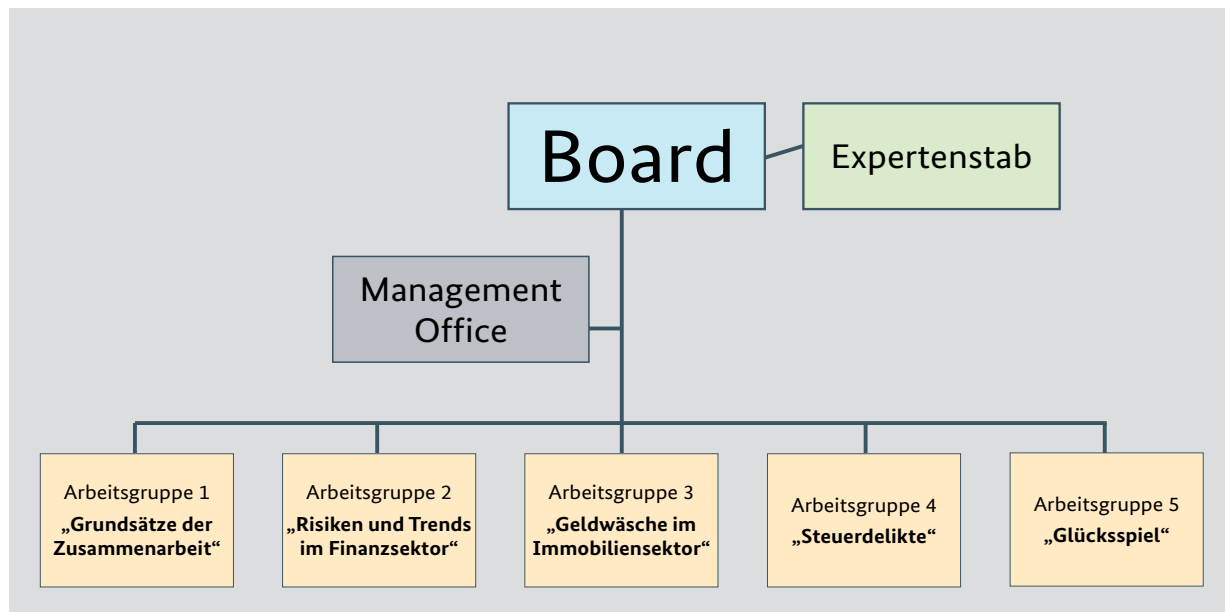 Board
Expertenstab
Management
Office
Arbeitsgruppe 1
„Grundsätze der
Zusammenarbeit“
Arbeitsgruppe 2
„Risiken und Trends
im Finanzsektor“
Arbeitsgruppe 3
„Geldwäsche im
Immobiliensektor“
Arbeitsgruppe 4
„Steuerdelikte“
Arbeitsgruppe 5
„Glücksspiel“